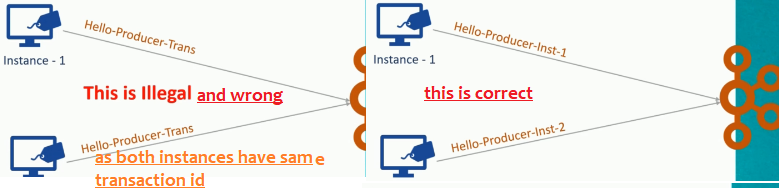 Hello-Producer-Trans
Instance - 1
This is Illegal and wrong
Hello-Producer-Trans
as both instances have same
transaction id
Hello-Producer-Inst-1
Instance - 1
this is correct
Hello-Producer-Inst-2